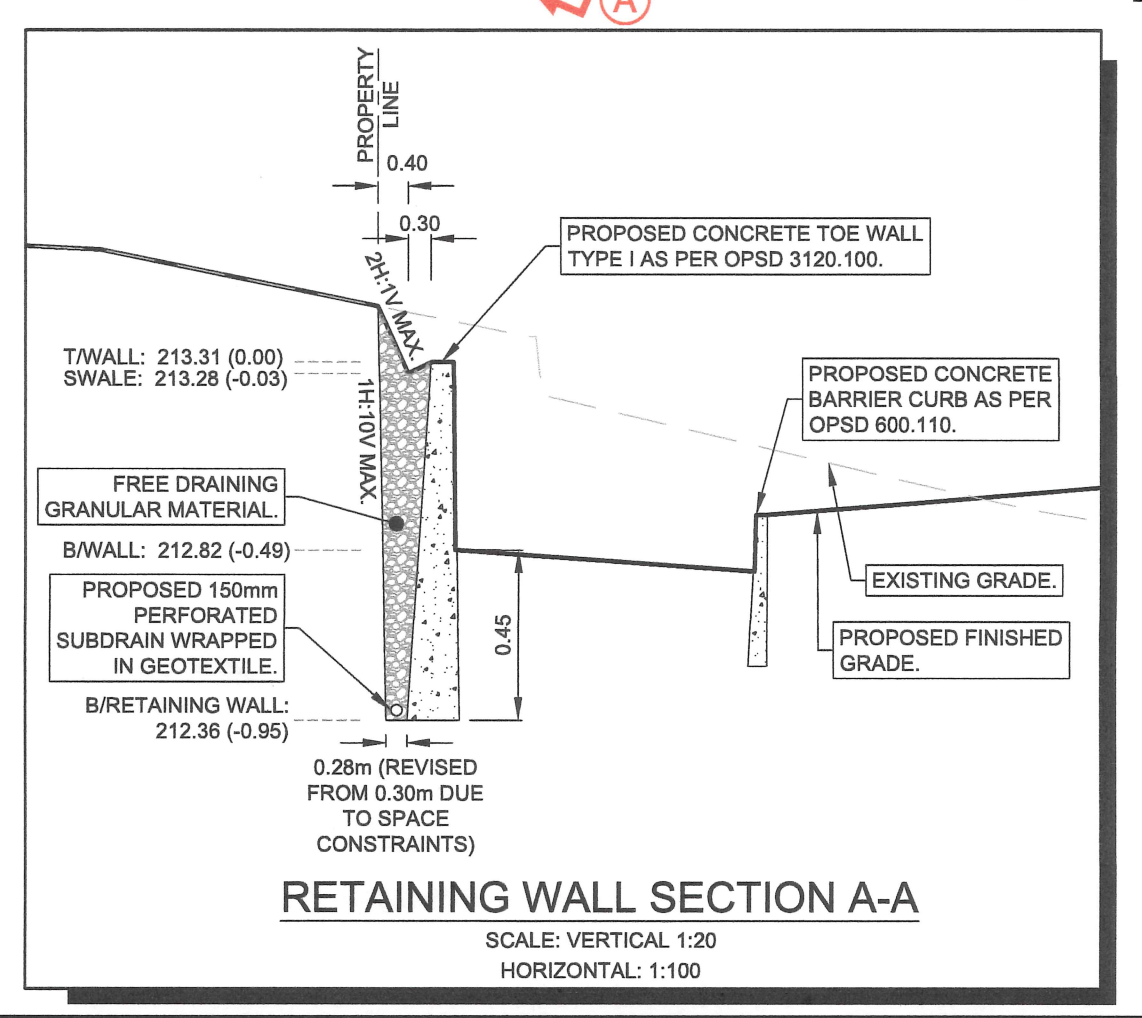 A
PROPERTY
LINE
0.40
0.30
PROPOSED CONCRETE TOE WALL
TYPE I AS PER OPSD 3120.100.
2H:1V MAX.
T/WALL: 213.31 (0.00)
SWALE: 213.28 (-0.03)
PROPOSED CONCRETE
BARRIER CURB AS PER
OPSD 600.110.
1H:10V MAX.
FREE DRAINING
GRANULAR MATERIAL.
B/WALL: 212.82 (-0.49)
EXISTING GRADE.
PROPOSED 150mm
PERFORATED
SUBDRAIN WRAPPED
IN GEOTEXTILE.
0.45
PROPOSED FINISHED
GRADE.
B/RETAINING WALL:
212.36 (-0.95)
0.28m (REVISED
FROM 0.30m DUE
TO SPACE
CONSTRAINTS)
RETAINING WALL SECTION A-A
SCALE: VERTICAL 1:20
HORIZONTAL: 1:100